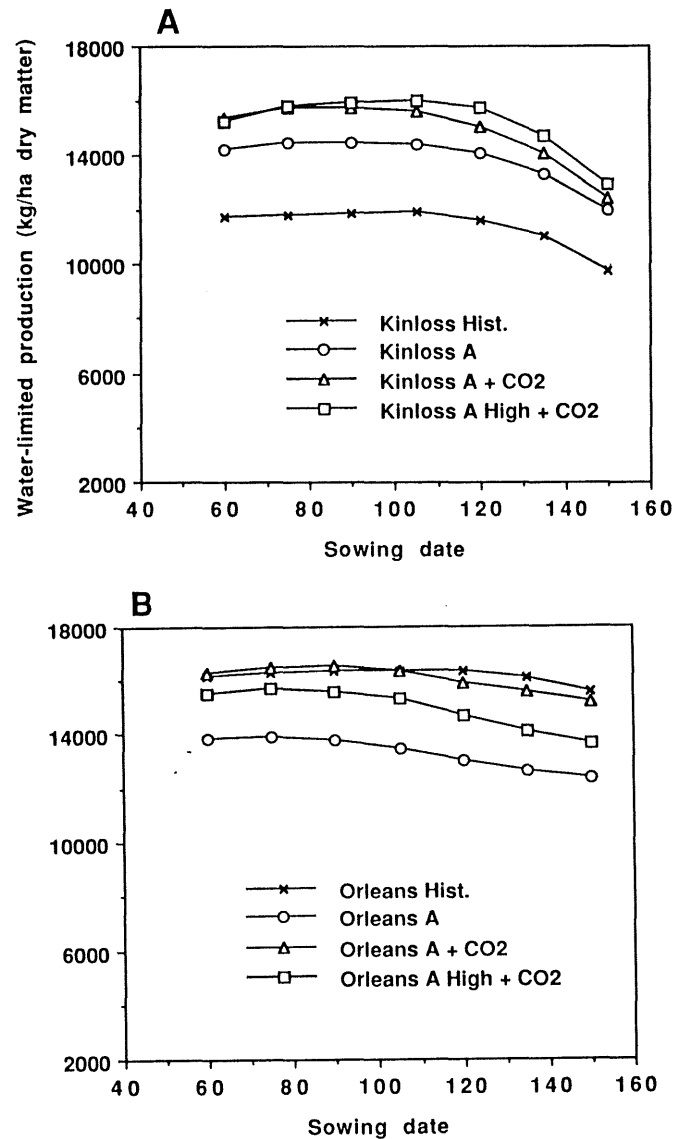 A
Water-limited production (kg/ha dry matter)
18000
14000
10000
6000
2000
Kinloss Hist.
Kinloss A
Kinloss A + CO2
Kinloss A High + CO2
40 60 80 100 120 140 160
Sowing date
B
18000
14000
10000
6000
2000
Orleans Hist.
Orleans A
Orleans A + CO2
Orleans A High + CO2
40 60 80 100 120 140 160
Sowing date